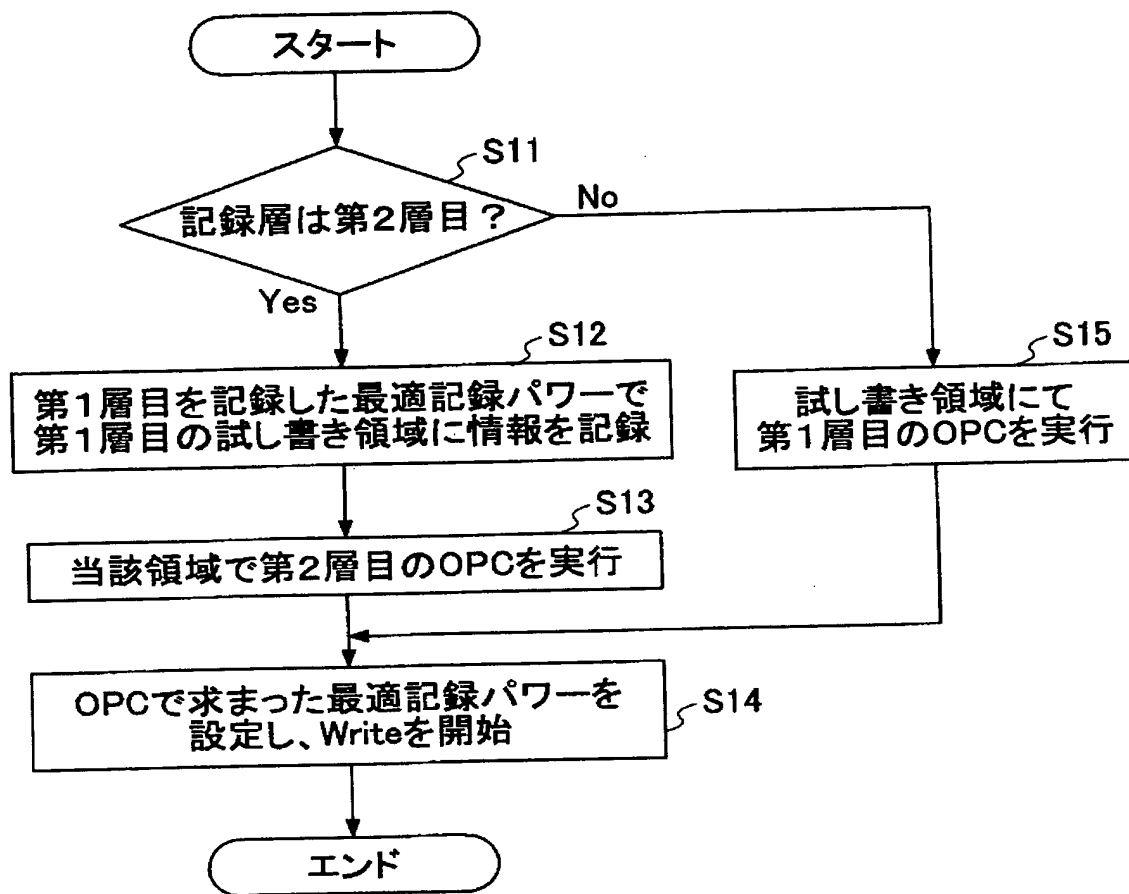 スタート
S11
記録層は第2層目?
No
Yes
S12
第1層目を記録した最適記録パワーで
第1層目の試し書き領域に情報を記録
S15
試し書き領域にて
第1層目のOPCを実行
S13
当該領域で第2層目のOPCを実行
OPCで求まった最適記録パワーを
設定し、Writeを開始
S14
エンド